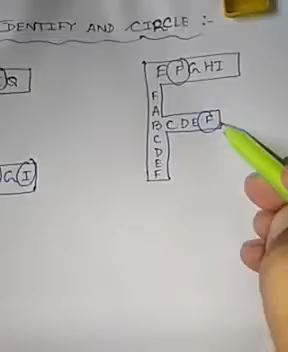 IDENTIFY AND CIRCLE :-
Q
E F G H I
F
A
B C D E F
C
D
E
F
G I